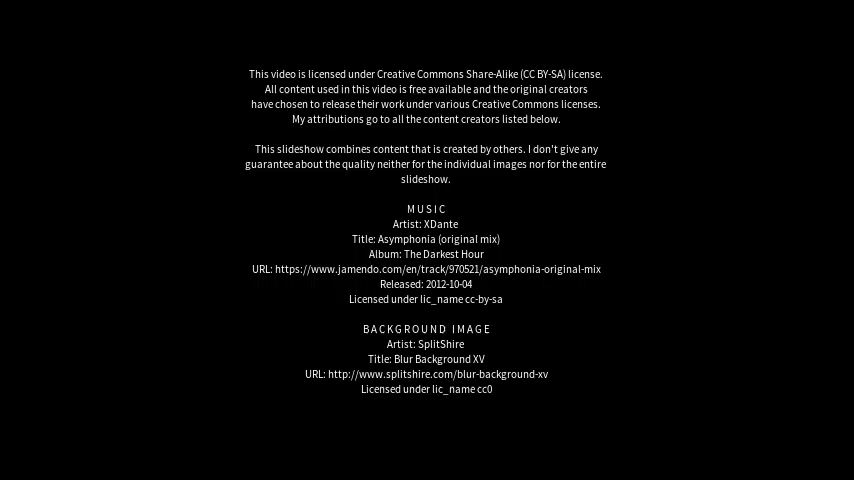 This video is licensed under Creative Commons Share-Alike (CC BY-SA) license.
All content used in this video is free available and the original creators
have chosen to release their work under various Creative Commons licenses.
My attributions go to all the content creators listed below.
This slideshow combines content that is created by others. I don't give any
guarantee about the quality neither for the individual images nor for the entire
slideshow.
MUSIC
Artist: XDante
Title: Asymphonia (original mix)
Album: The Darkest Hour
URL: https://www.jamendo.com/en/track/970521/asymphonia-original-mix
Released: 2012-10-04
Licensed under lic_name cc-by-sa
BACKGROUND IMAGE
Artist: SplitShire
Title: Blur Background XV
URL: http://www.splitshire.com/blur-background-xv
Licensed under lic_name cc0